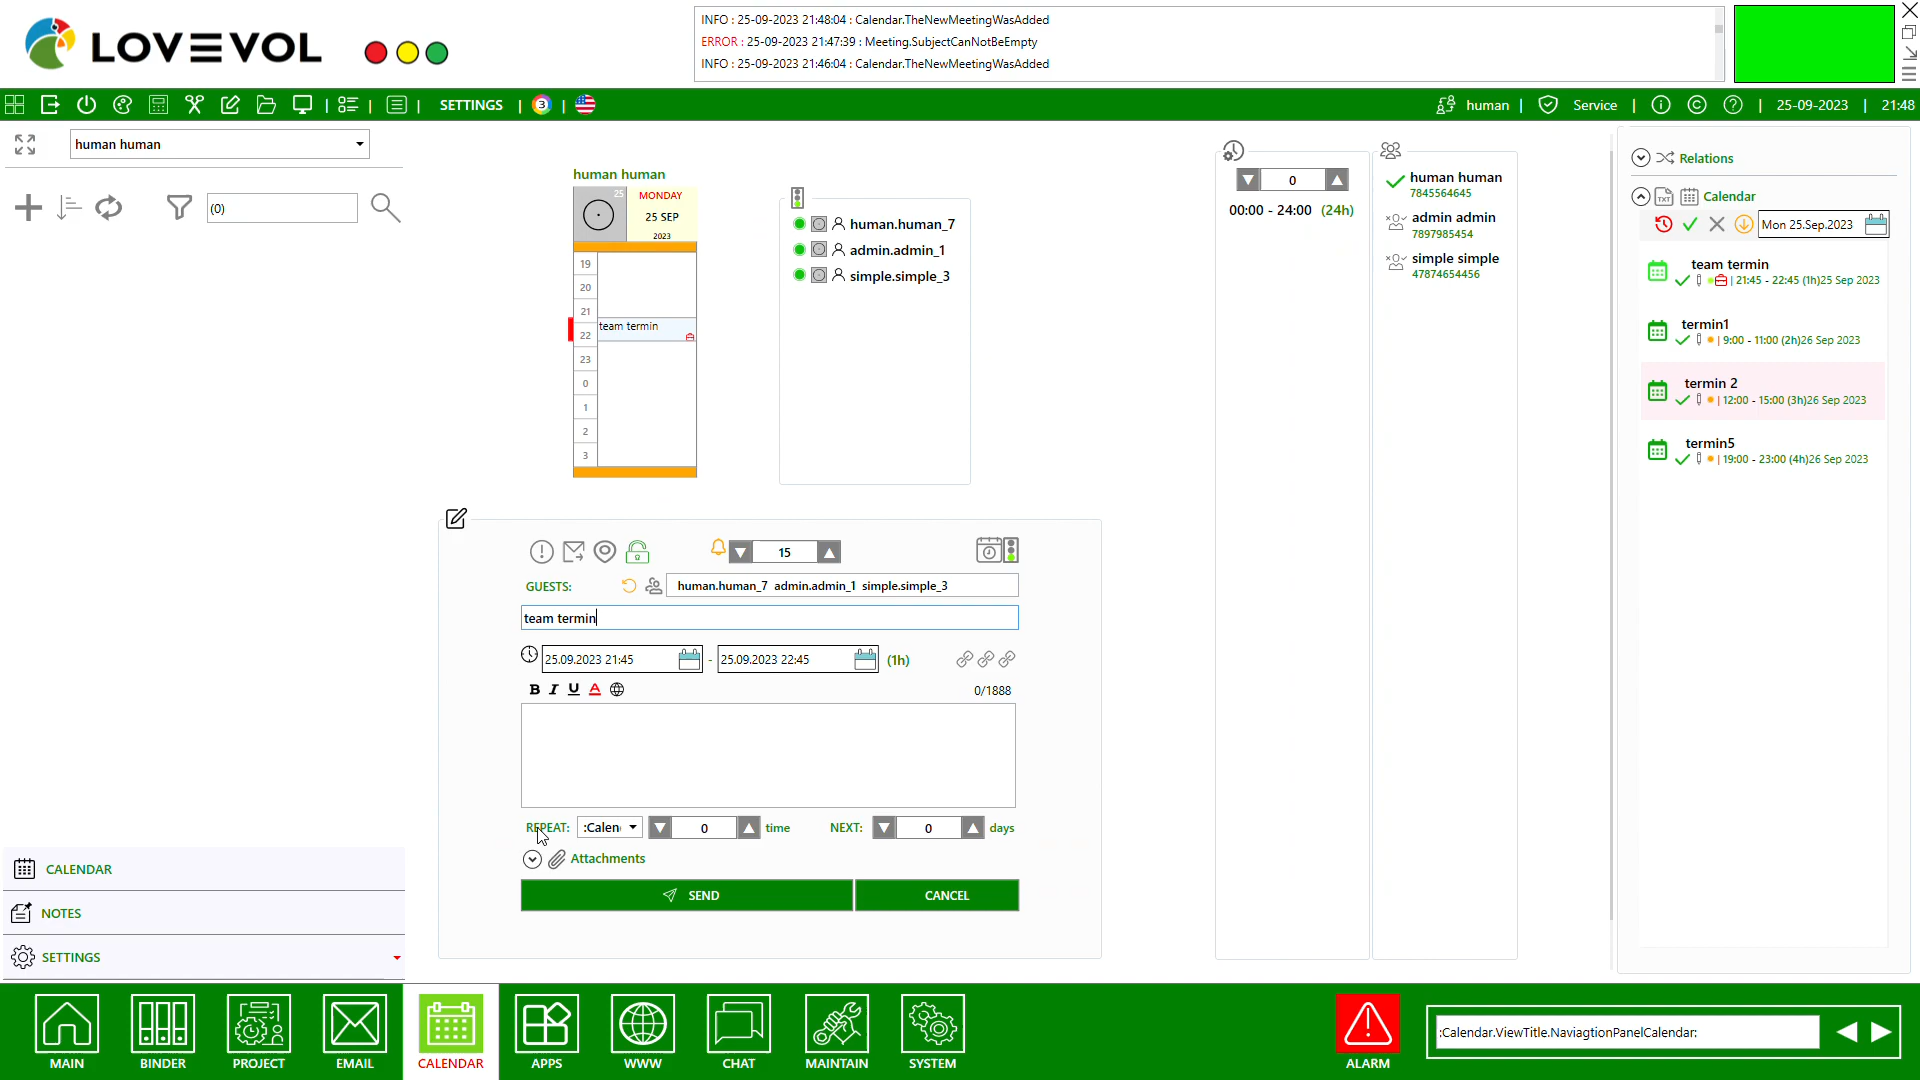 LOVEVOL
INFO : 25-09-2023 21:48:04 : Calendar.TheNewMeetingWasAdded
ERROR : 25-09-2023 21:47:39 : Meeting.SubjectCanNotBeEmpty
INFO : 25-09-2023 21:46:04 : Calendar.TheNewMeetingWasAdded
SETTINGS
3
human
Service
25-09-2023
21:48
human human
(0)
CALENDAR
NOTES
SETTINGS
human human
25
MONDAY
25 SEP
2023
19
20
21
22
23
0
1
2
3
team termin
human.human_7
admin.admin_1
simple.simple_3
15
GUESTS:
human.human_7 admin.admin_1 simple.simple_3
team termin
25.09.2023 21:45 - 25.09.2023 22:45 (1h)
B I U A
0/1888
REPEAT: :Calen 0 time NEXT: 0 days
Attachments
SEND
CANCEL
0
00:00 - 24:00 (24h)
human human
7845564645
admin admin
7897985454
simple simple
47874654456
Relations
TXT
Calendar
Mon 25.Sep.2023
team termin
21:45 - 22:45 (1h)25 Sep 2023
termin1
9:00 - 11:00 (2h)26 Sep 2023
termin 2
12:00 - 15:00 (3h)26 Sep 2023
termin5
19:00 - 23:00 (4h)26 Sep 2023
MAIN
BINDER
PROJECT
EMAIL
CALENDAR
APPS
WWW
CHAT
MAINTAIN
SYSTEM
ALARM
:Calendar.ViewTitle.NaviagtionPanelCalendar: